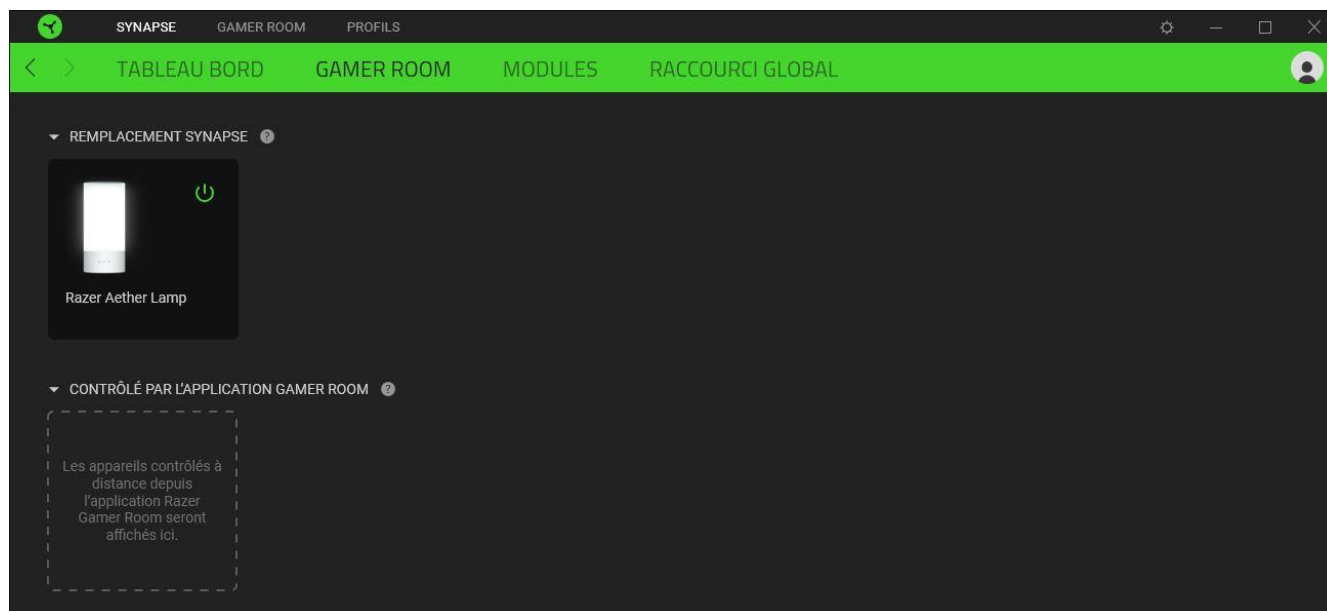 SYNAPSE GAMER ROOM PROFILS
TABLEAU BORD GAMER ROOM MODULES RACCOURCI GLOBAL
REMPLACEMENT SYNAPSE ?
Razer Aether Lamp
CONTRÔLÉ PAR L'APPLICATION GAMER ROOM ?
Les appareils contrôlés à
distance depuis
l'application Razer
Gamer Room seront
affichés ici.